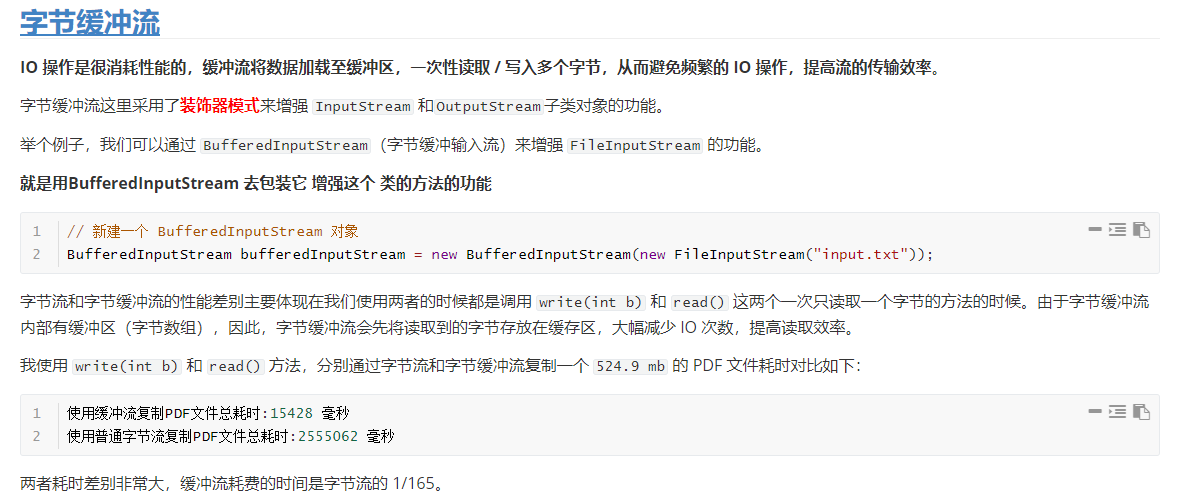 字节缓冲流
IO 操作是很消耗性能的，缓冲流将数据加载至缓冲区，一次性读取 / 写入多个字节，从而避免频繁的 IO 操作，提高流的传输效率。
字节缓冲流这里采用了装饰器模式来增强 InputStream 和OutputStream子类对象的功能。
举个例子，我们可以通过 BufferedInputStream（字节缓冲输入流）来增强 FileInputStream 的功能。
就是用BufferedInputStream 去包装它 增强这个 类的方法的功能
1 // 新建一个 BufferedInputStream 对象
2 BufferedInputStream bufferedInputStream = new BufferedInputStream(new FileInputStream("input.txt"));
字节流和字节缓冲流的性能差别主要体现在我们使用两者的时候都是调用 write(int b) 和 read() 这两个一次只读取一个字节的方法的时候。由于字节缓冲流
内部有缓冲区（字节数组），因此，字节缓冲流会先将读取到的字节存放在缓存区，大幅减少 IO 次数，提高读取效率。
我使用 write(int b) 和 read() 方法，分别通过字节流和字节缓冲流复制一个 524.9 mb 的 PDF 文件耗时对比如下：
1 使用缓冲流复制PDF文件总耗时:15428 毫秒
2 使用普通字节流复制PDF文件总耗时:2555062 毫秒
两者耗时差别非常大，缓冲流耗费的时间是字节流的 1/165。